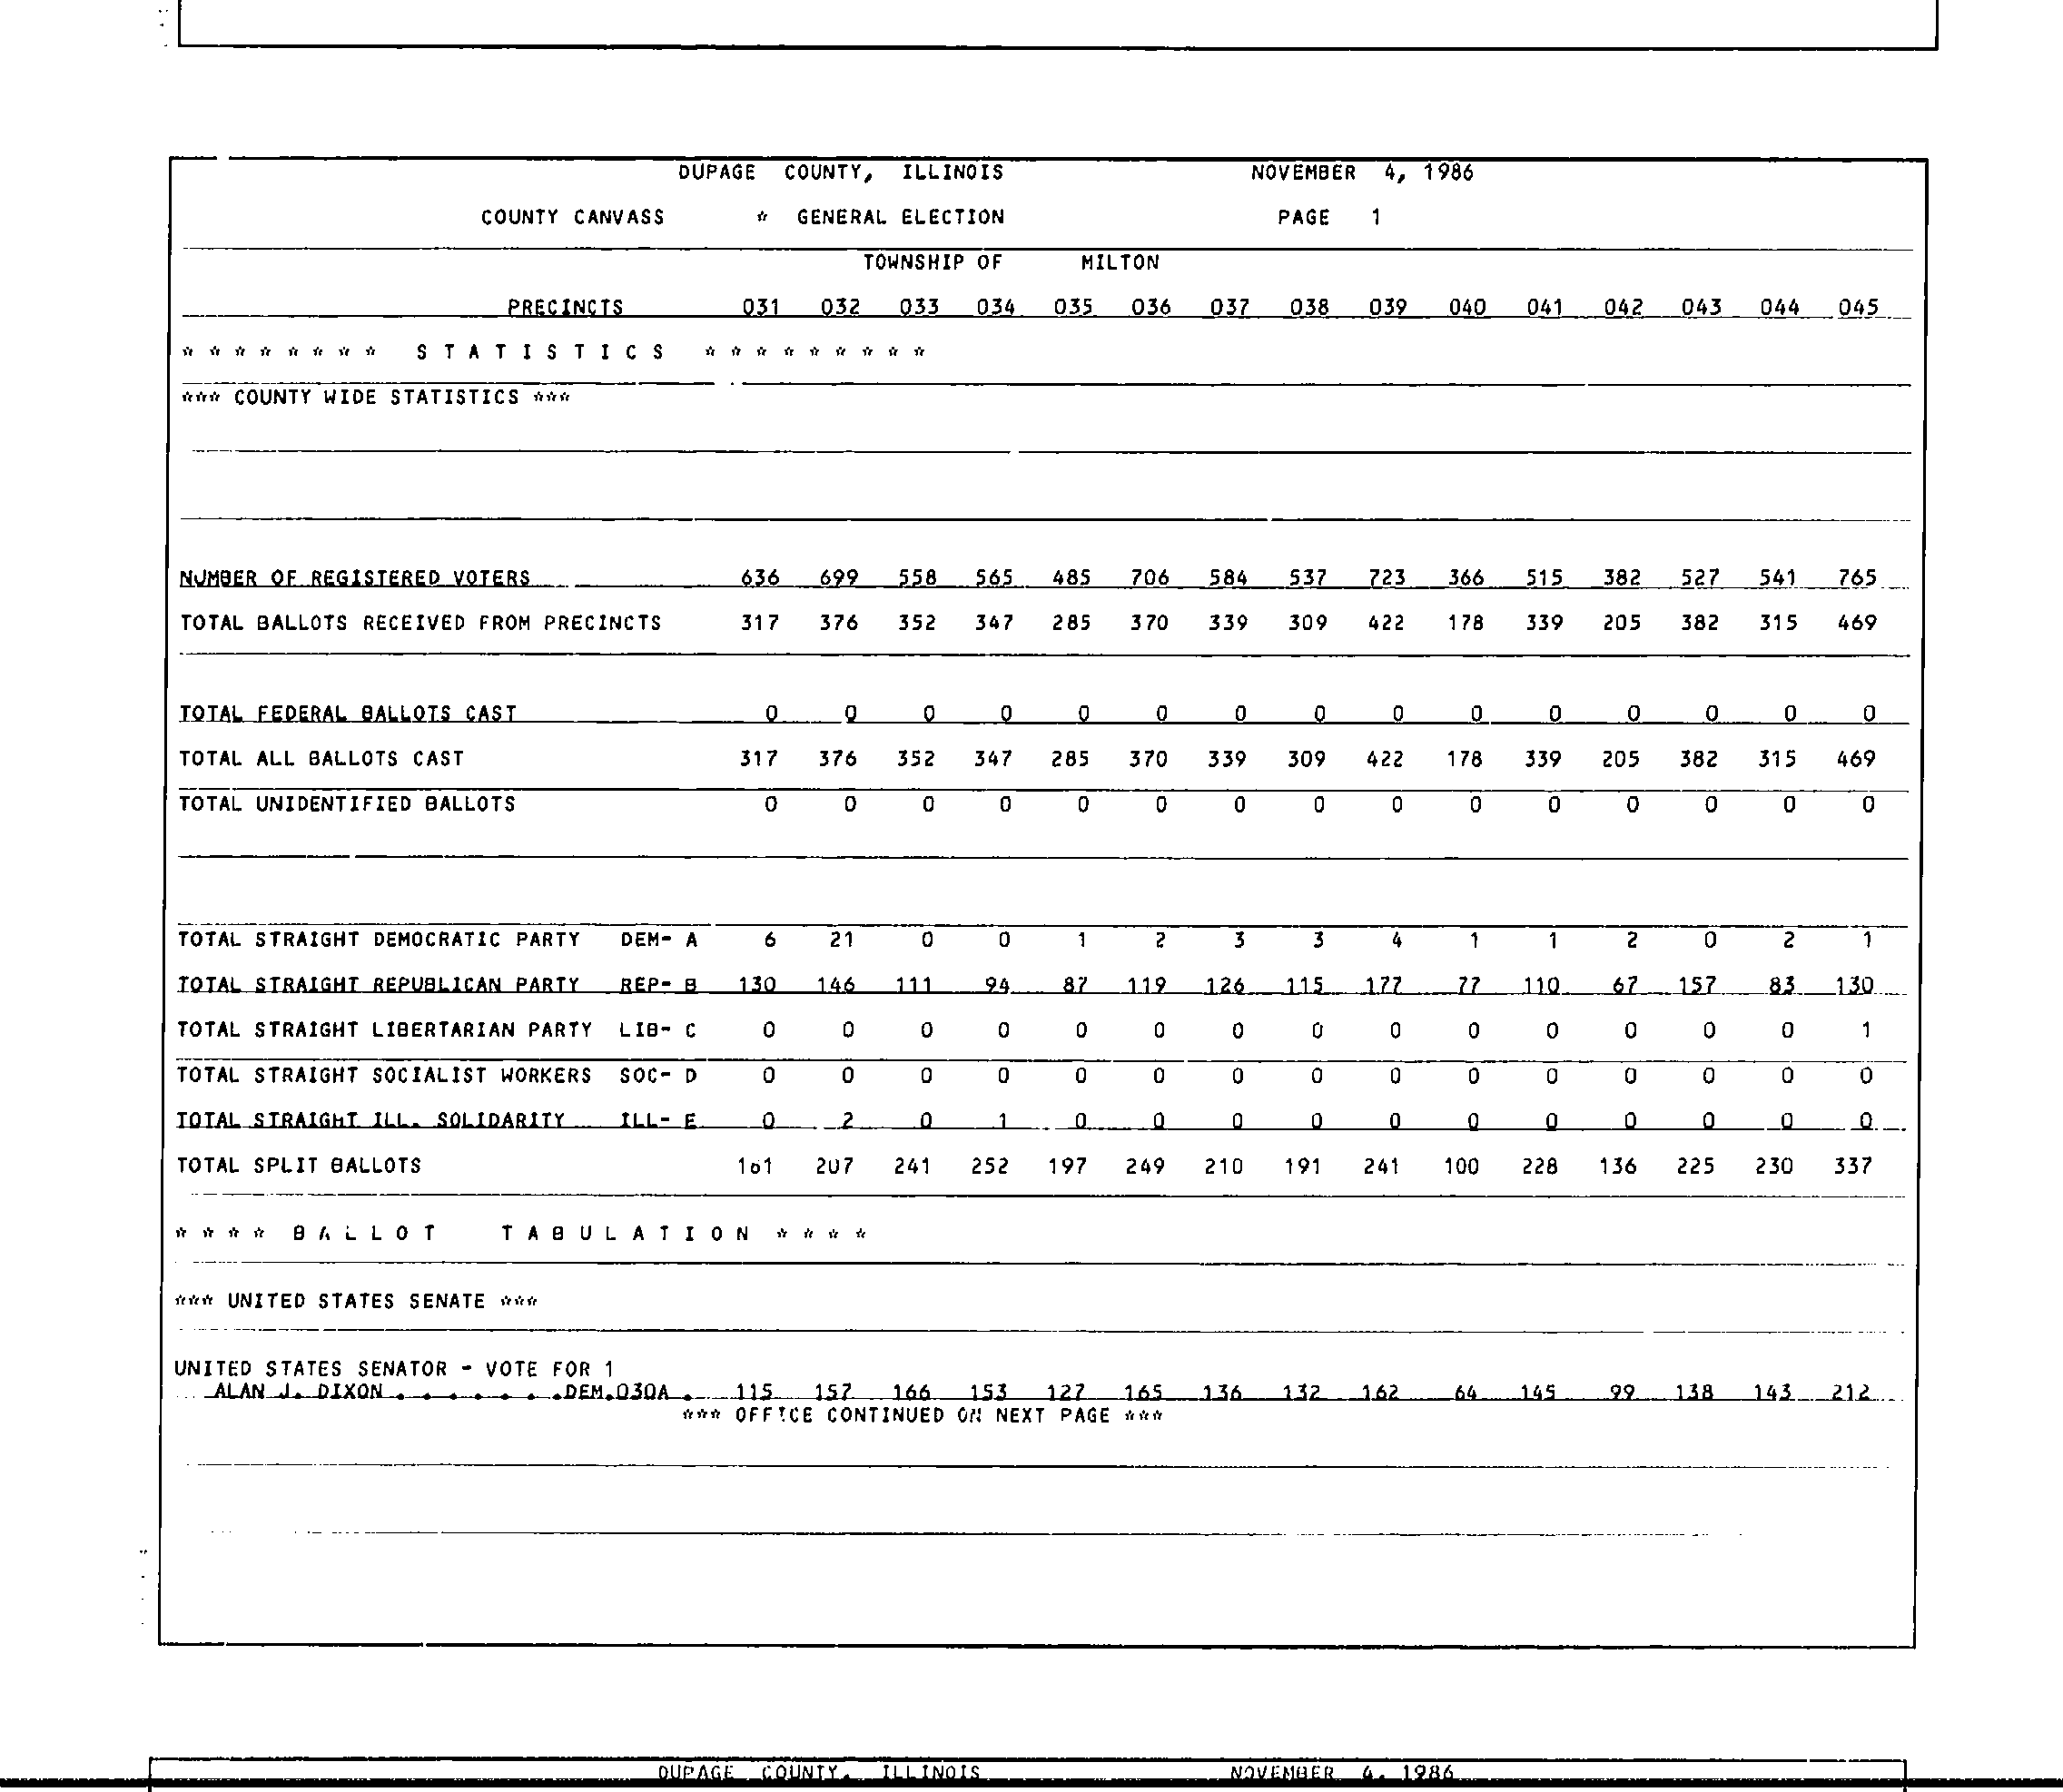 DUPAGE COUNTY, ILLINOIS NOVEMBER 4, 1986
COUNTY CANVASS * GENERAL ELECTION PAGE 1
TOWNSHIP OF MILTON
PRECINCTS 031 032 033 034 035 036 037 038 039 040 041 042 043 044 045
* * * * * * * * S T A T I S T I C S * * * * * * * * *
*** COUNTY WIDE STATISTICS ***
NUMBER OF REGISTERED VOTERS 636 699 558 565 485 706 584 537 723 366 515 382 527 541 765
TOTAL BALLOTS RECEIVED FROM PRECINCTS 317 376 352 347 285 370 339 309 422 178 339 205 382 315 469
TOTAL FEDERAL BALLOTS CAST 0 0 0 0 0 0 0 0 0 0 0 0 0 0 0
TOTAL ALL BALLOTS CAST 317 376 352 347 285 370 339 309 422 178 339 205 382 315 469
TOTAL UNIDENTIFIED BALLOTS 0 0 0 0 0 0 0 0 0 0 0 0 0 0 0
TOTAL STRAIGHT DEMOCRATIC PARTY DEM- A 6 21 0 0 1 2 3 3 4 1 1 2 0 2 1
TOTAL STRAIGHT REPUBLICAN PARTY REP- B 130 146 111 94 87 119 126 115 177 77 110 67 157 83 130
TOTAL STRAIGHT LIBERTARIAN PARTY LIB- C 0 0 0 0 0 0 0 0 0 0 0 0 0 0 1
TOTAL STRAIGHT SOCIALIST WORKERS SOC- D 0 0 0 0 0 0 0 0 0 0 0 0 0 0 0
TOTAL STRAIGHT ILL. SOLIDARITY ILL- E 0 2 0 1 0 0 0 0 0 0 0 0 0 0 0
TOTAL SPLIT BALLOTS 181 207 241 252 197 249 210 191 241 100 228 136 225 230 337
* * * * B A L L O T T A B U L A T I O N * * * *
*** UNITED STATES SENATE ***
UNITED STATES SENATOR - VOTE FOR 1
ALAN J. DIXON . . . . . . .DEM.030A . 115 157 166 153 127 165 136 132 162 64 145 99 138 143 212
*** OFFICE CONTINUED ON NEXT PAGE ***
DUPAGE COUNTY, ILLINOIS NOVEMBER 4, 1986